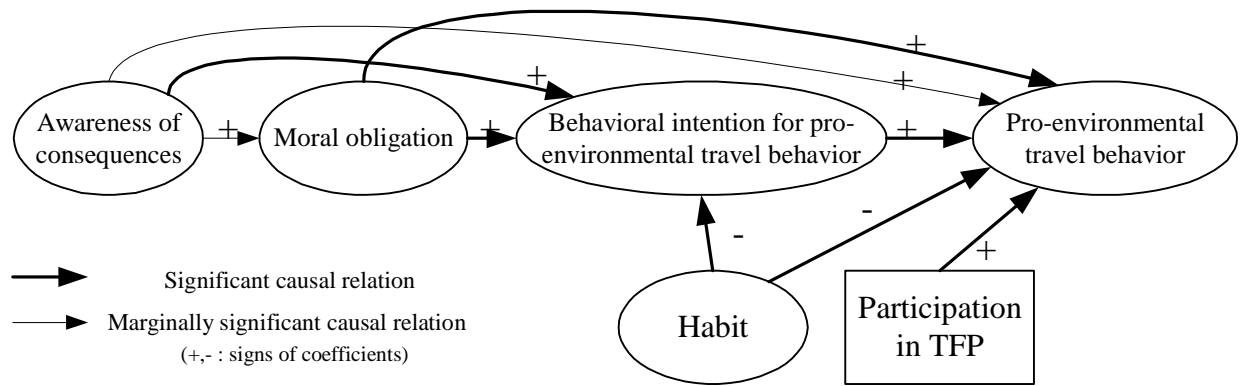 +
+
+
+
Awareness of
consequences
+
Moral obligation
+
Behavioral intention for pro-
environmental travel behavior
+
Pro-environmental
travel behavior
-
-
+
Significant causal relation
Marginally significant causal relation
(+,- : signs of coefficients)
Habit
Participation
in TFP